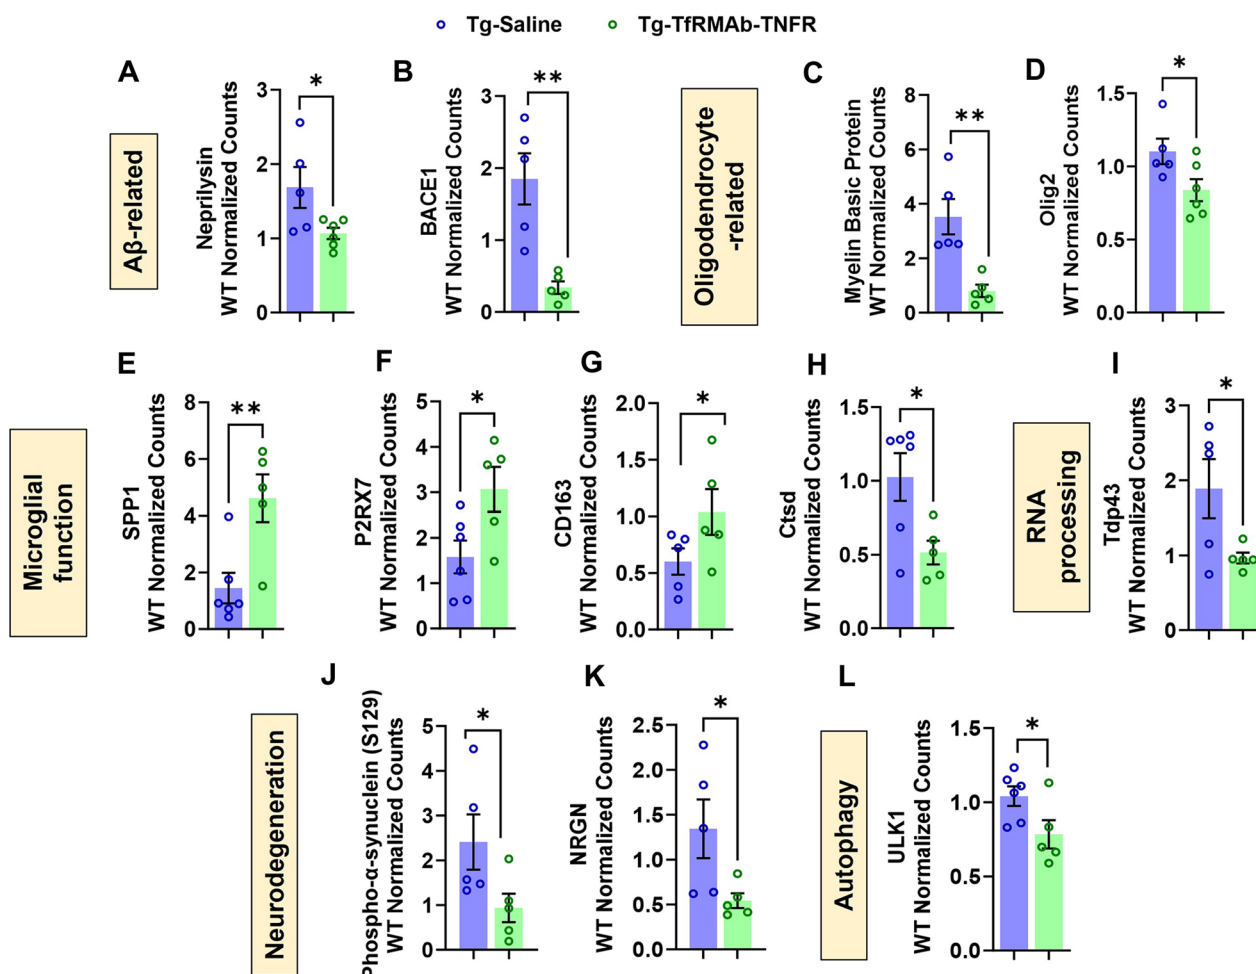 Tg-Saline Tg-TfRMAb-TNFR
A
B
C
D
Aβ-related
Neprilysin
WT Normalized Counts
3
2
1
0
*
BACE1
WT Normalized Counts
3
2
1
0
**
Oligodendrocyte
-related
Myelin Basic Protein
WT Normalized Counts
8
6
4
2
0
**
Olig2
WT Normalized Counts
1.5
1.0
0.5
0.0
*
E
F
G
H
I
Microglial
function
SPP1
WT Normalized Counts
8
6
4
2
0
**
P2RX7
WT Normalized Counts
5
4
3
2
1
0
*
CD163
WT Normalized Counts
2.0
1.5
1.0
0.5
0.0
*
Ctsd
WT Normalized Counts
1.5
1.0
0.5
0.0
*
RNA
processing
Tdp43
WT Normalized Counts
3
2
1
0
*
J
K
L
Neurodegeneration
Phospho-α-synuclein (S129)
WT Normalized Counts
5
4
3
2
1
0
*
NRGN
WT Normalized Counts
2.5
2.0
1.5
1.0
0.5
0.0
*
Autophagy
ULK1
WT Normalized Counts
1.5
1.0
0.5
0.0
*